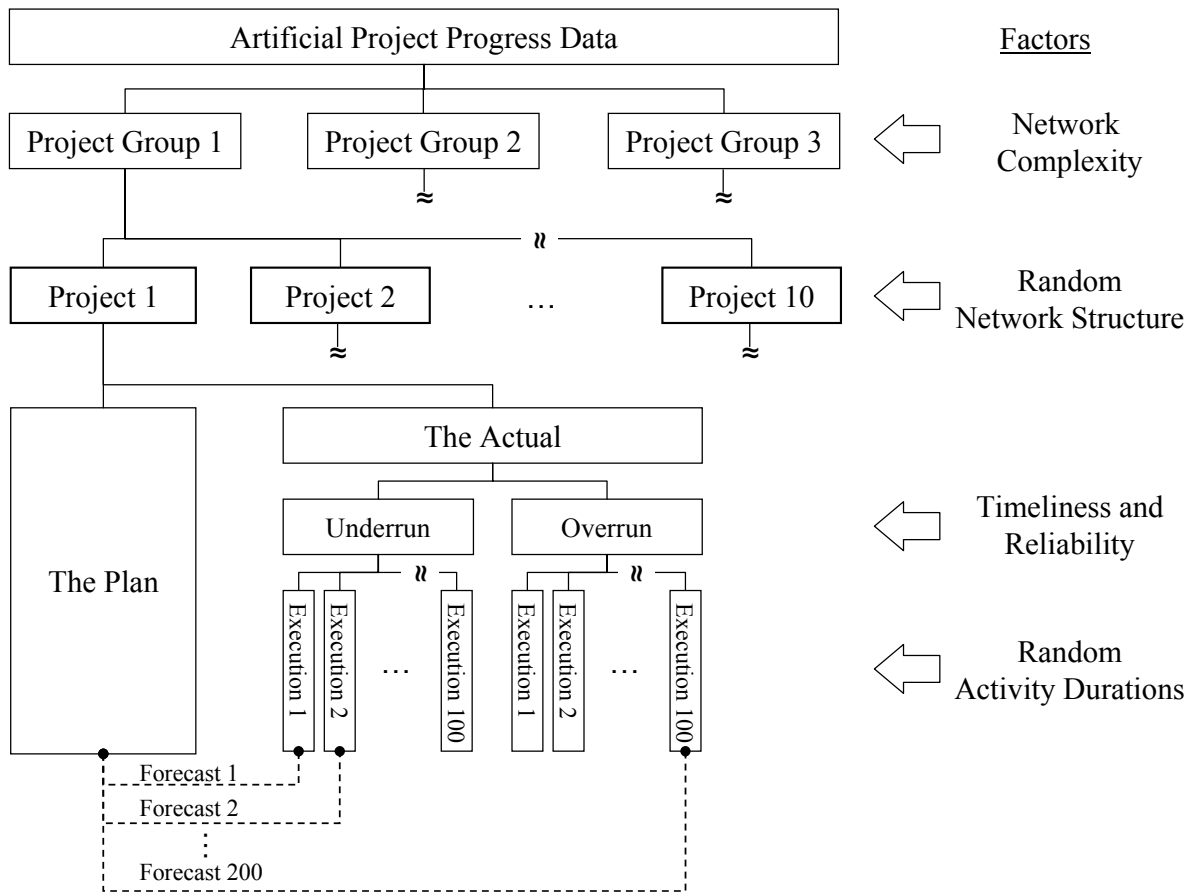 Artificial Project Progress Data
Factors
Project Group 1
Project Group 2
Project Group 3
Network
Complexity
≈
≈
≈
Project 1
Project 2
…
Project 10
Random
Network Structure
≈
≈
The Plan
The Actual
Underrun
Overrun
Timeliness and
Reliability
≈
≈
Execution 1
Execution 2
…
Execution 100
Execution 1
Execution 2
…
Execution 100
Random
Activity Durations
Forecast 1
Forecast 2
⋮
Forecast 200